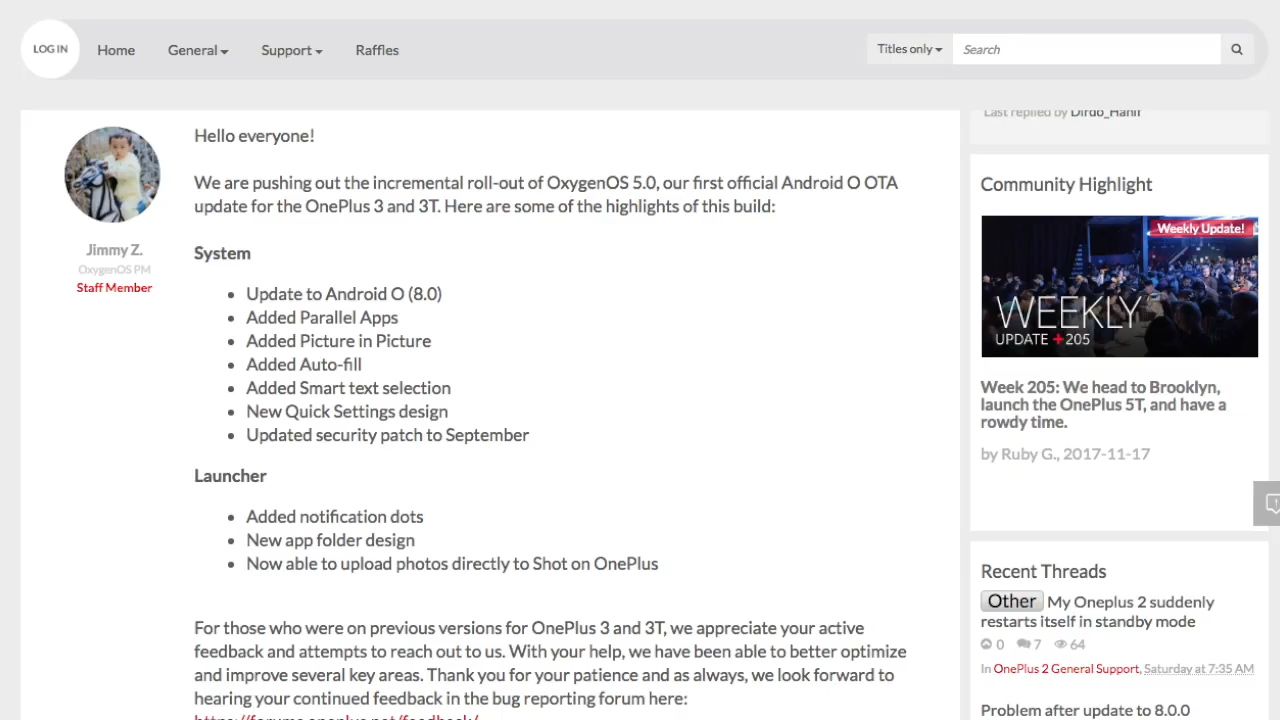 LOG IN
Home
General
Support
Raffles
Titles only
Search
Last replied by Dirdo_Hanif
Hello everyone!
We are pushing out the incremental roll-out of OxygenOS 5.0, our first official Android O OTA
update for the OnePlus 3 and 3T. Here are some of the highlights of this build:
Jimmy Z.
OxygenOS PM
Staff Member
System
Update to Android O (8.0)
Added Parallel Apps
Added Picture in Picture
Added Auto-fill
Added Smart text selection
New Quick Settings design
Updated security patch to September
Launcher
Added notification dots
New app folder design
Now able to upload photos directly to Shot on OnePlus
For those who were on previous versions for OnePlus 3 and 3T, we appreciate your active
feedback and attempts to reach out to us. With your help, we have been able to better optimize
and improve several key areas. Thank you for your patience and as always, we look forward to
hearing your continued feedback in the bug reporting forum here:
https://forums.oneplus.net/feedback/
Community Highlight
Weekly Update!
WEEKLY
UPDATE +205
Week 205: We head to Brooklyn,
launch the OnePlus 5T, and have a
rowdy time.
by Ruby G., 2017-11-17
Recent Threads
Other My Oneplus 2 suddenly
restarts itself in standby mode
0 7 64
In OnePlus 2 General Support, Saturday at 7:35 AM
Problem after update to 8.0.0